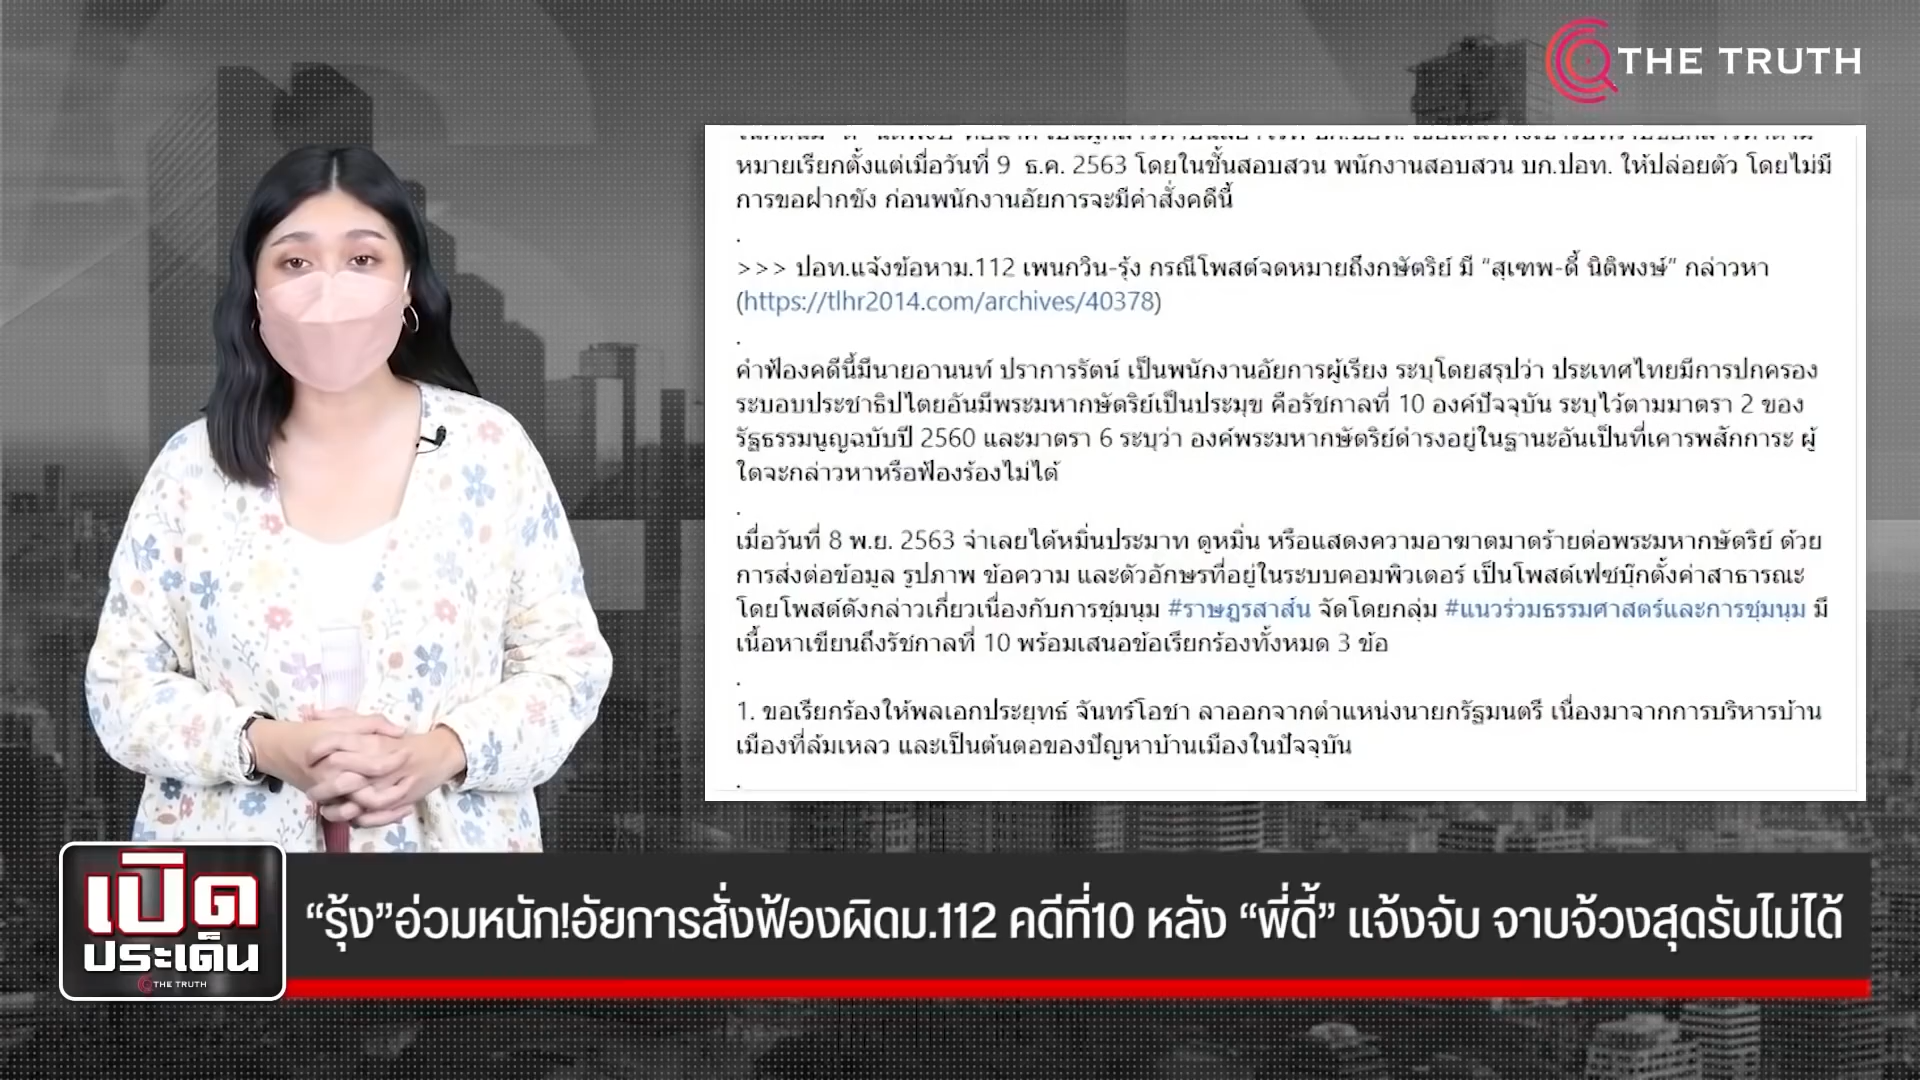 THE TRUTH
หมายเรียกตั้งแต่เมื่อวันที่ 9 ธ.ค. 2563 โดยในชั้นสอบสวน พนักงานสอบสวน บก.ปอท. ให้ปล่อยตัว โดยไม่มี
การขอฝากขัง ก่อนพนักงานอัยการจะมีคำสั่งคดีนี้
.
>>> ปอท.แจ้งข้อหาม.112 เพนกวิน-รุ้ง กรณีโพสต์จดหมายถึงกษัตริย์ มี “สุเฑพ-ดี้ นิติพงษ์” กล่าวหา
(https://tlhr2014.com/archives/40378)
.
คำฟ้องคดีนี้มีนายอานนท์ ปราการรัตน์ เป็นพนักงานอัยการผู้เรียง ระบุโดยสรุปว่า ประเทศไทยมีการปกครอง
ระบอบประชาธิปไตยอันมีพระมหากษัตริย์เป็นประมุข คือรัชกาลที่ 10 องค์ปัจจุบัน ระบุไว้ตามมาตรา 2 ของ
รัฐธรรมนูญฉบับปี 2560 และมาตรา 6 ระบุว่า องค์พระมหากษัตริย์ดำรงอยู่ในฐานะอันเป็นที่เคารพสักการะ ผู้
ใดจะกล่าวหาหรือฟ้องร้องไม่ได้
.
เมื่อวันที่ 8 พ.ย. 2563 จำเลยได้หมิ่นประมาท ดูหมิ่น หรือแสดงความอาฆาตมาดร้ายต่อพระมหากษัตริย์ ด้วย
การส่งต่อข้อมูล รูปภาพ ข้อความ และตัวอักษรที่อยู่ในระบบคอมพิวเตอร์ เป็นโพสต์เฟซบุ๊กตั้งค่าสาธารณะ
โดยโพสต์ดังกล่าวเกี่ยวเนื่องกับการชุมนุม #ราษฎรสาส์น จัดโดยกลุ่ม #แนวร่วมธรรมศาสตร์และการชุมนุม มี
เนื้อหาเขียนถึงรัชกาลที่ 10 พร้อมเสนอข้อเรียกร้องทั้งหมด 3 ข้อ
.
1. ขอเรียกร้องให้พลเอกประยุทธ์ จันทร์โอชา ลาออกจากตำแหน่งนายกรัฐมนตรี เนื่องมาจากการบริหารบ้าน
เมืองที่ล้มเหลว และเป็นต้นตอของปัญหาบ้านเมืองในปัจจุบัน
.
เปิด
ประเด็น
THE TRUTH
“รุ้ง”อ่วมหนัก!อัยการสั่งฟ้องผิดม.112 คดีที่10 หลัง “พี่ดี้” แจ้งจับ จาบจ้วงสุดรับไม่ได้